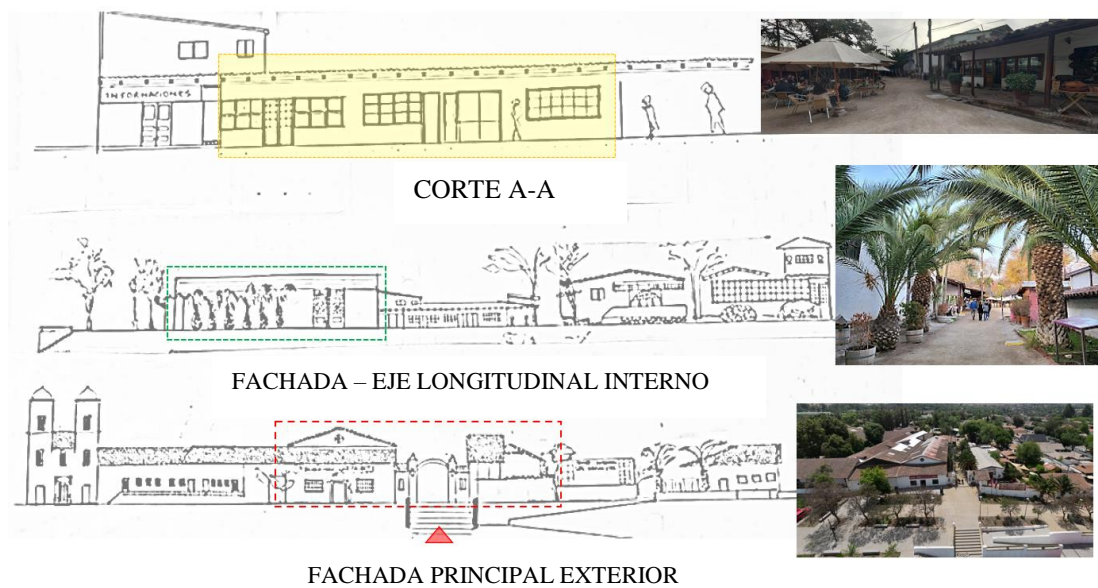 INFORMACIONES
CORTE A-A
FACHADA – EJE LONGITUDINAL INTERNO
FACHADA PRINCIPAL EXTERIOR